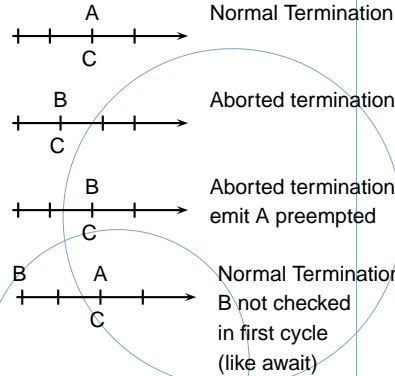 A
Normal Termination
C
B
Aborted termination
C
B
Aborted termination
emit A preempted
C
B
A
Normal Termination
B not checked
C
in first cycle
(like await)